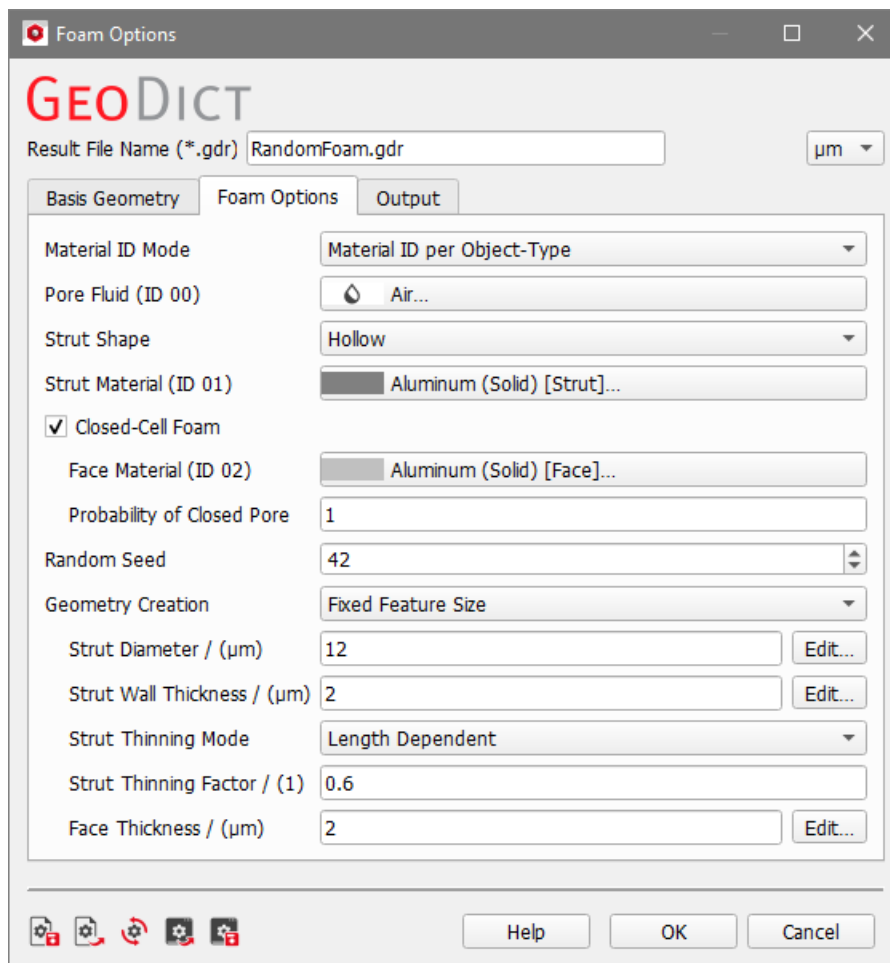 Foam Options
GEODICT
Result File Name (*.gdr) RandomFoam.gdr µm
Basis Geometry Foam Options Output
Material ID Mode Material ID per Object-Type
Pore Fluid (ID 00) Air...
Strut Shape Hollow
Strut Material (ID 01) Aluminum (Solid) [Strut]...
Closed-Cell Foam
Face Material (ID 02) Aluminum (Solid) [Face]...
Probability of Closed Pore 1
Random Seed 42
Geometry Creation Fixed Feature Size
Strut Diameter / (µm) 12 Edit...
Strut Wall Thickness / (µm) 2 Edit...
Strut Thinning Mode Length Dependent
Strut Thinning Factor / (1) 0.6
Face Thickness / (µm) 2 Edit...
Help OK Cancel